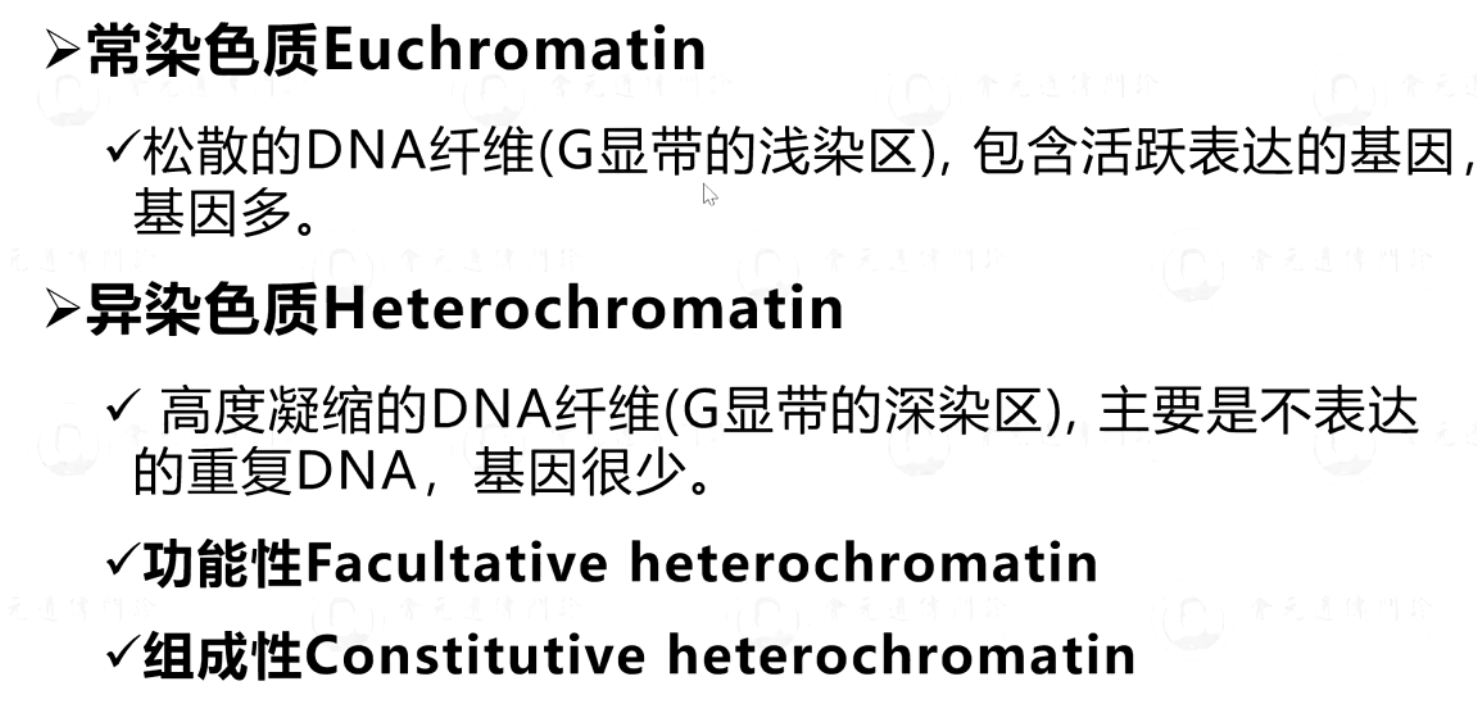 ➢常染色质Euchromatin
✓松散的DNA纤维(G显带的浅染区), 包含活跃表达的基因,
基因多。
➢异染色质Heterochromatin
✓ 高度凝缩的DNA纤维(G显带的深染区), 主要是不表达
的重复DNA，基因很少。
✓功能性Facultative heterochromatin
✓组成性Constitutive heterochromatin